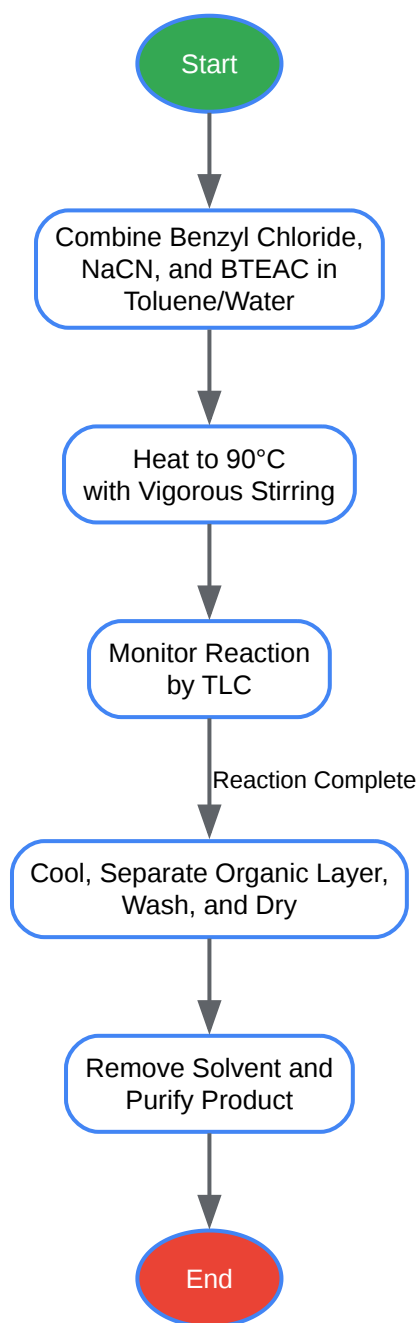 Start
Combine Benzyl Chloride,
NaCN, and BTEAC in
Toluene/Water
Heat to 90°C
with Vigorous Stirring
Monitor Reaction
by TLC
Reaction Complete
Cool, Separate Organic Layer,
Wash, and Dry
Remove Solvent and
Purify Product
End